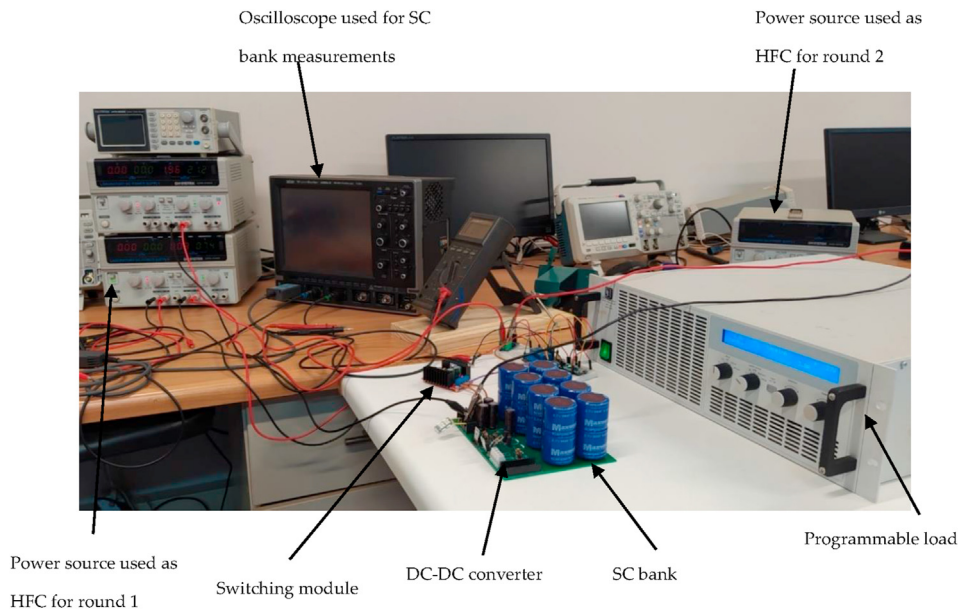 Oscilloscope used for SC
bank measurements
Power source used as
HFC for round 2
Power source used as
HFC for round 1
Switching module
DC-DC converter
SC bank
Programmable load